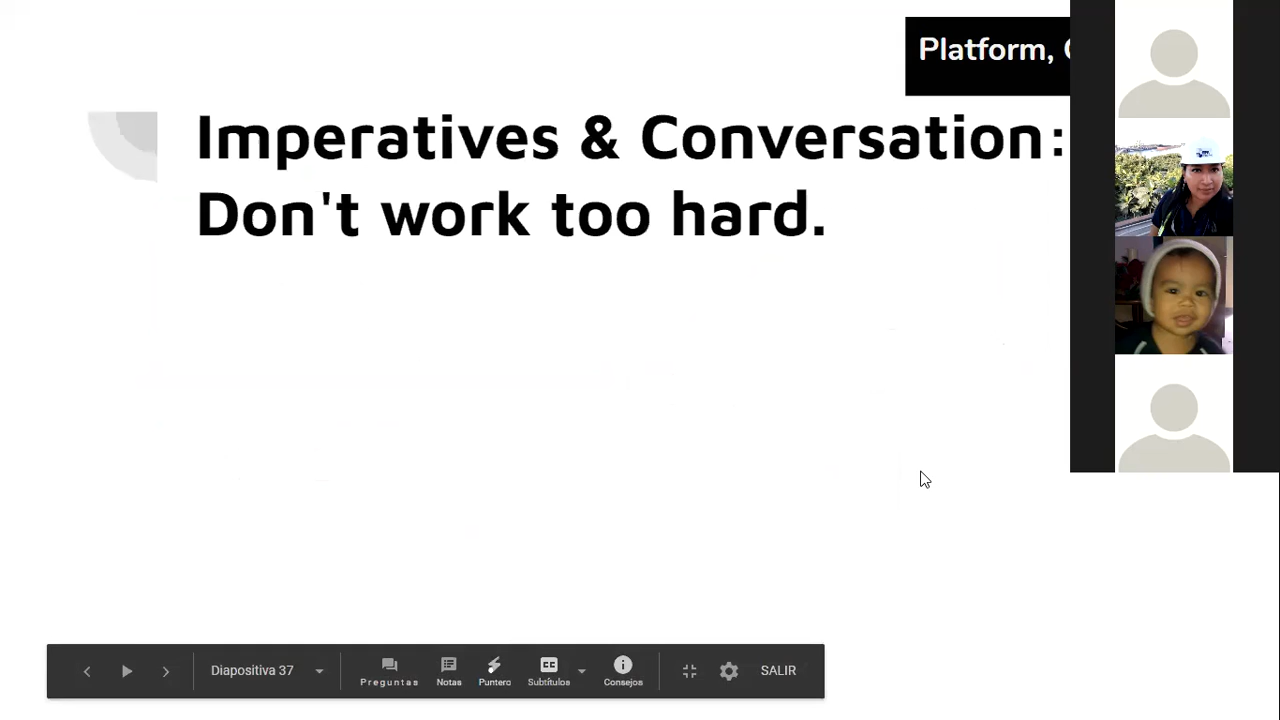 Platform,
Imperatives & Conversation:
Don't work too hard.
Diapositiva 37
Preguntas
Notas
Puntero
Subtítulos
Consejos
SALIR